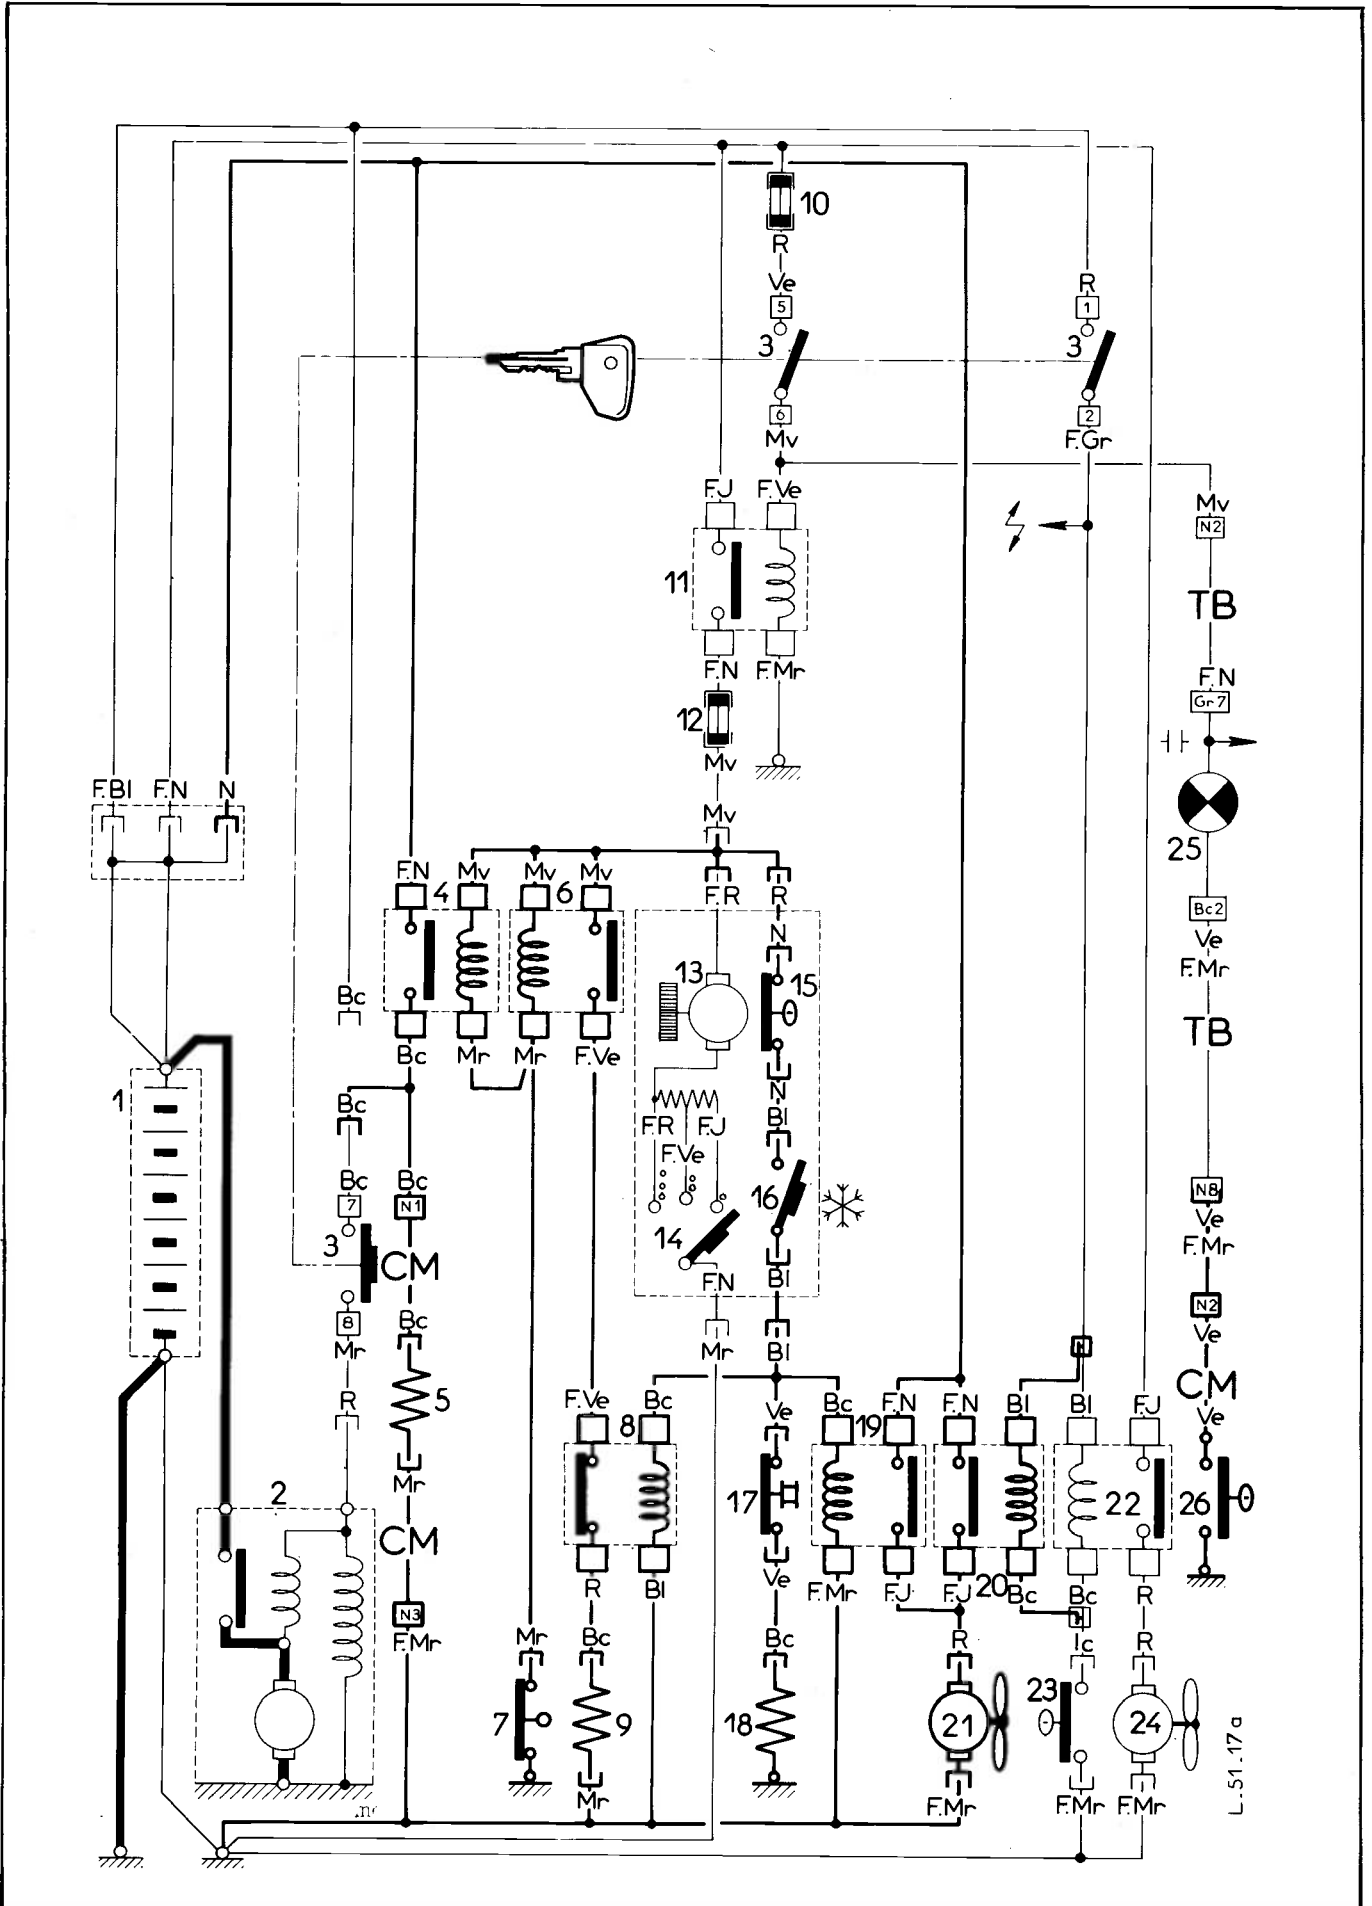 10
R
Ve
R
5
1
3
3
6
2
Mv
F.Gr
F.J
F.Ve
Mv
N2
11
TB
F.N
F.Mr
F.N
Gr7
12
Mv
F.Bl
F.N
N
Mv
25
F.N
Mv
Mv
Mv
F.R
R
4
6
Bc2
N
Ve
F.Mr
13
15
Bc
TB
Bc
Mr
Mr
F.Ve
N
1
Bc
Bl
F.R
F.J
F.Ve
Bc
Bc
7
N1
16
N8
Ve
3
14
F.Mr
CM
F.N
Bl
8
Bc
N2
Mr
Mr
Bl
Ve
CM
R
5
F.Ve
Bc
Ve
Bc
F.N
F.N
Bl
Bl
F.J
Ve
8
19
Mr
2
17
22
26
CM
R
Bl
Ve
F.Mr
F.J
F.J
20
Bc
Bc
R
N3
F.Mr
Mr
Bc
Bc
R
Ic
R
23
7
9
18
21
24
Mr
F.Mr
F.Mr
F.Mr
L.51.17a